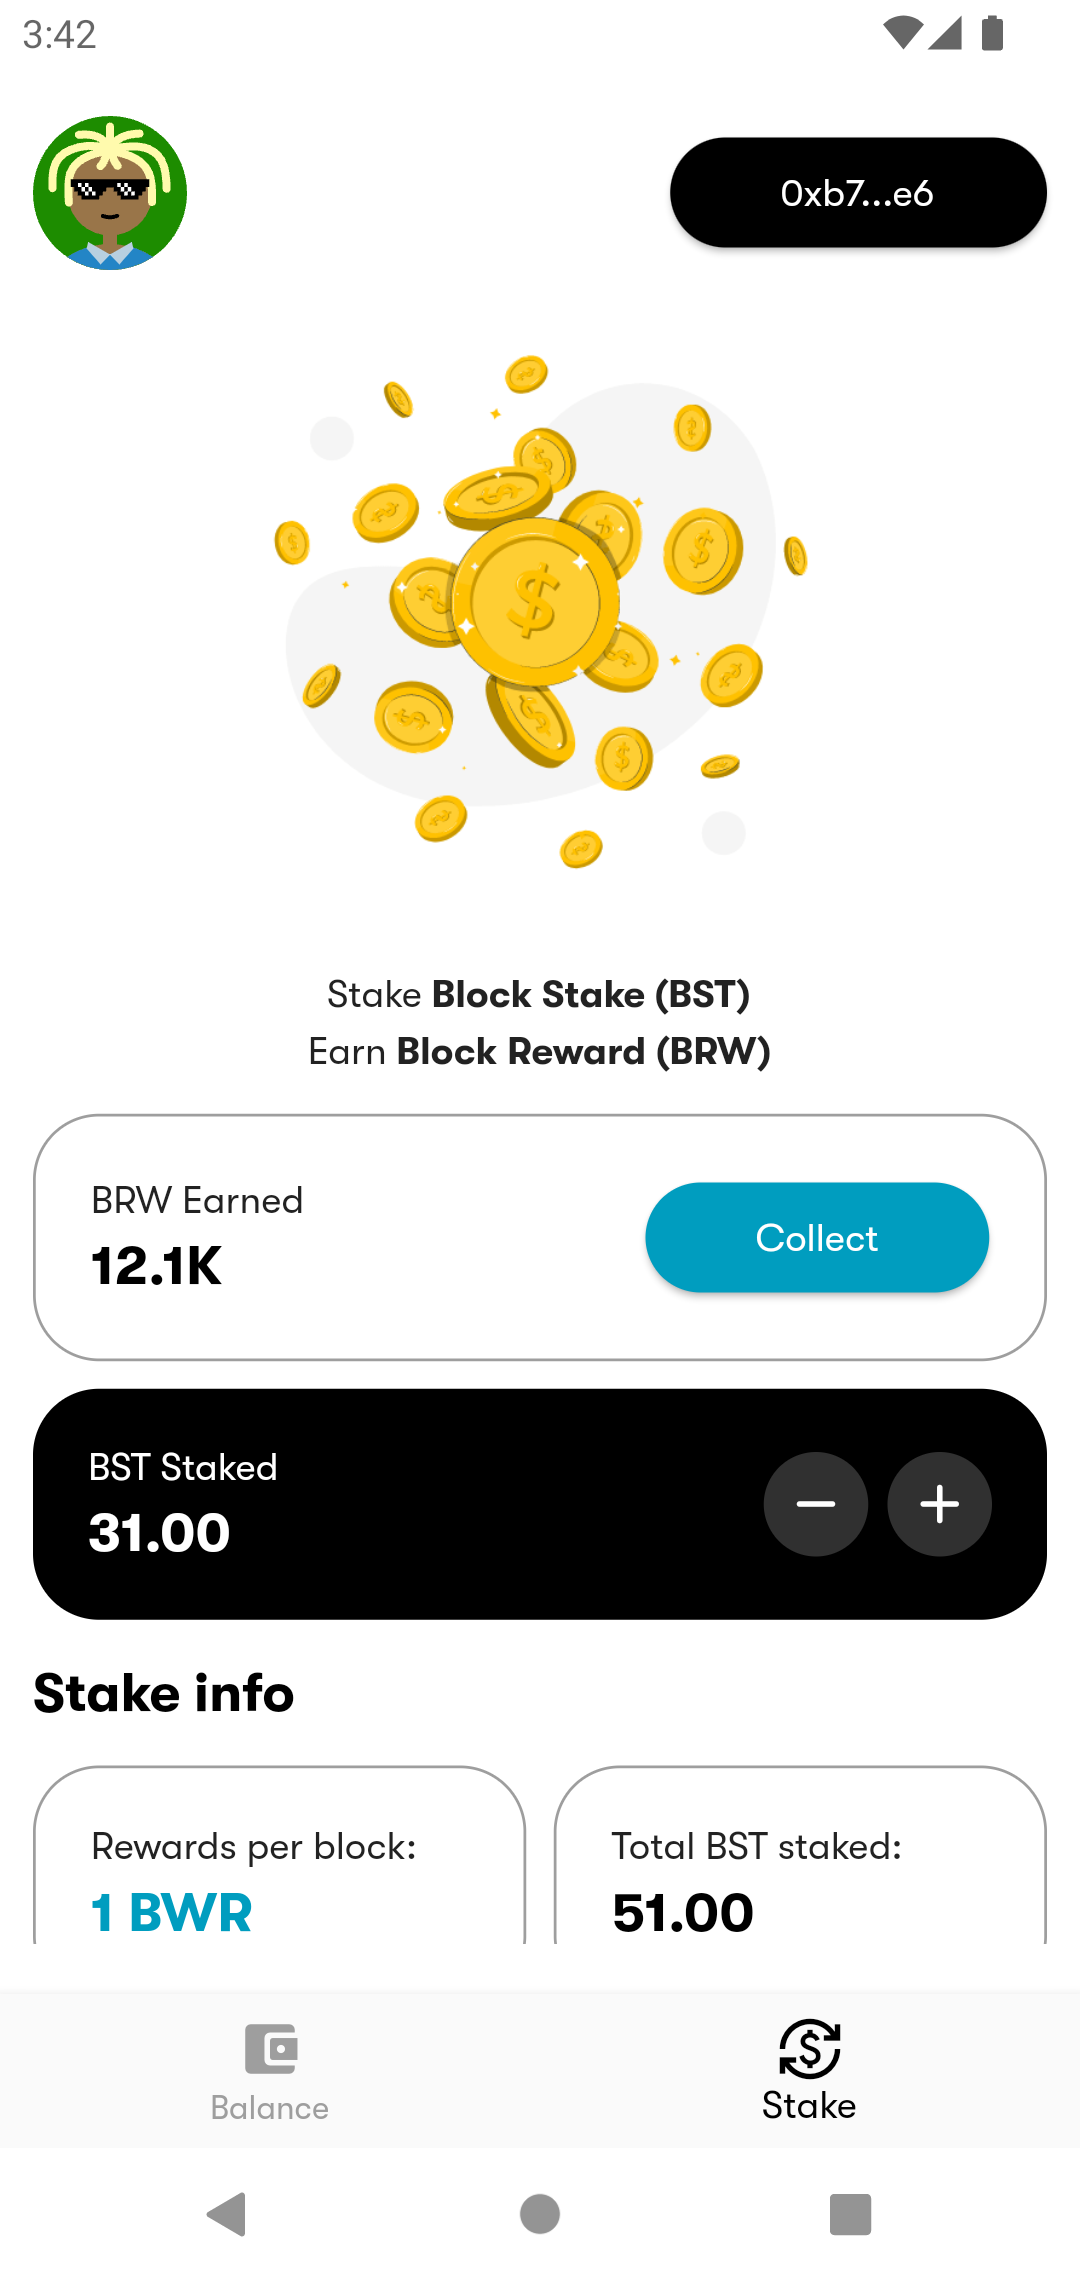 3:42
0xb7...e6
Stake Block Stake (BST)
Earn Block Reward (BRW)
BRW Earned
12.1K
Collect
BST Staked
31.00
Stake info
Rewards per block:
1 BWR
Total BST staked:
51.00
Balance
Stake